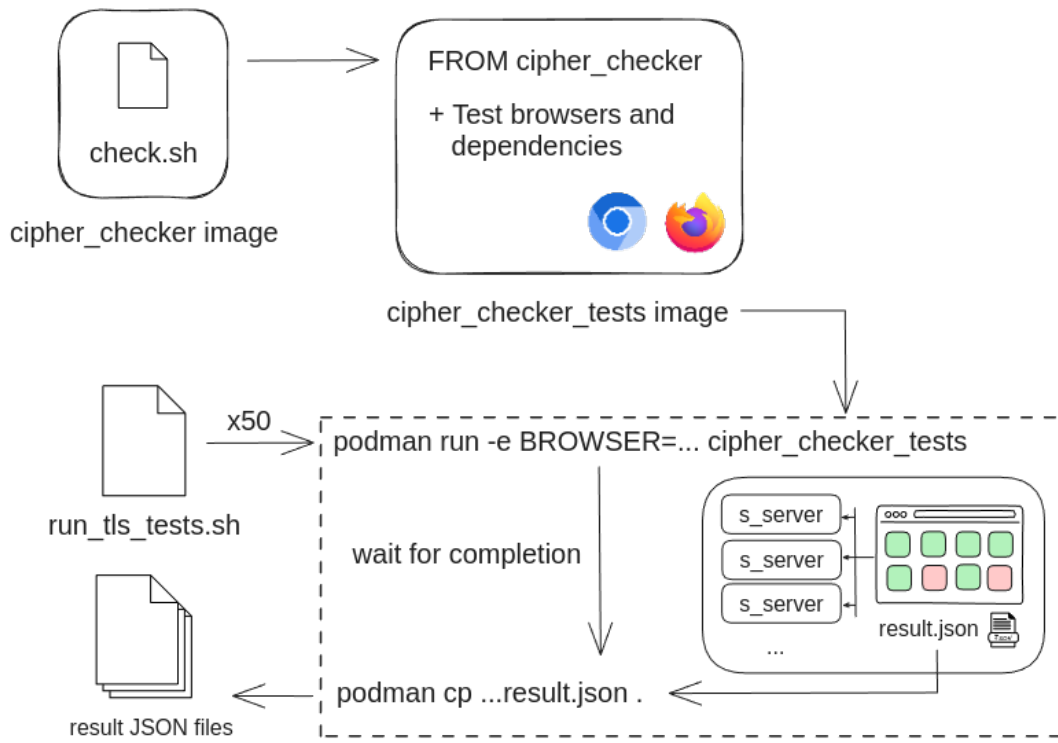 check.sh
cipher_checker image
FROM cipher_checker
+ Test browsers and
dependencies
cipher_checker_tests image
x50
run_tls_tests.sh
podman run -e BROWSER=... cipher_checker_tests
wait for completion
s_server
s_server
s_server
...
result.json
JSON
podman cp ...result.json .
result JSON files